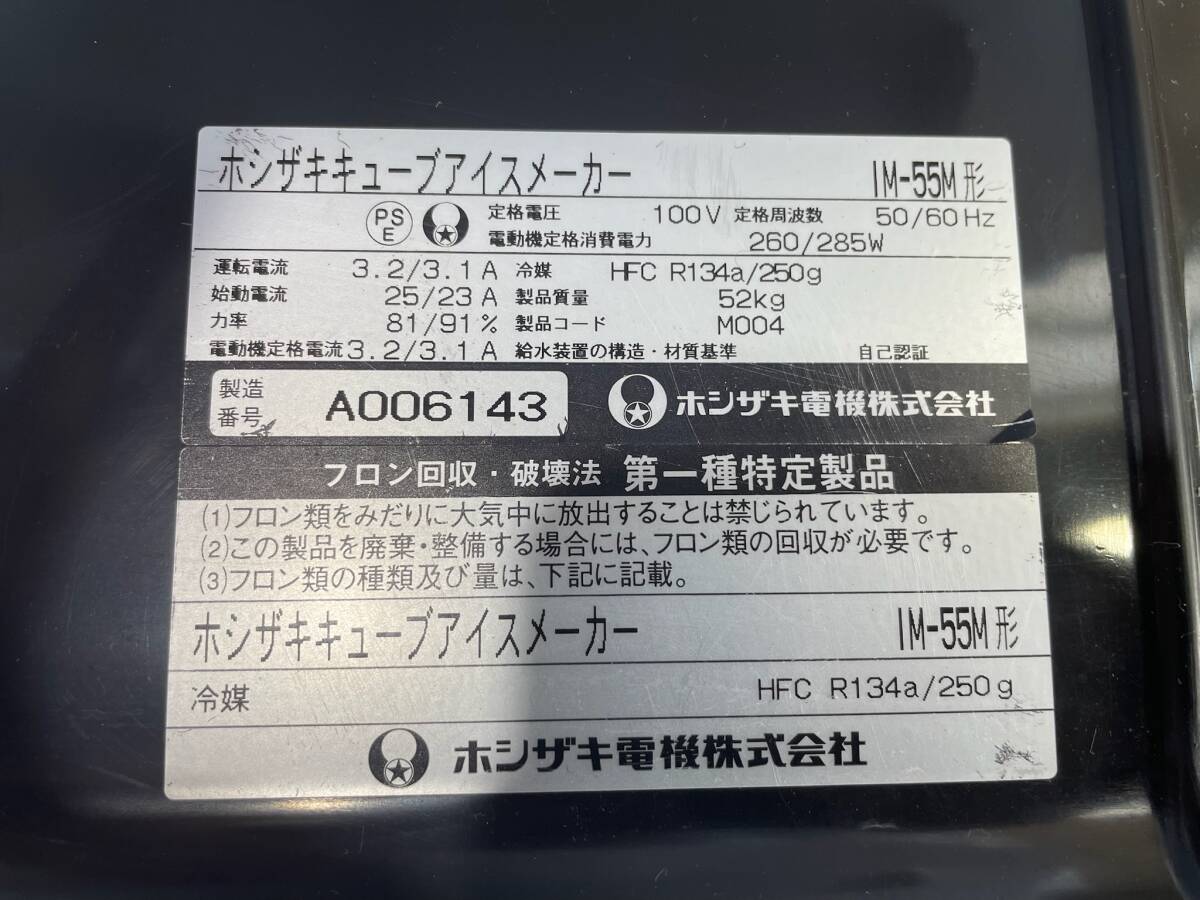 ホシザキキューブアイスメーカー IM-55M 形
PS E 定格電圧 100V 定格周波数 50/60Hz
電動機定格消費電力 260/285W
運転電流 3.2/3.1A 冷媒 HFC R134a/250g
始動電流 25/23A 製品質量 52kg
力率 81/91% 製品コード M004
電動機定格電流 3.2/3.1A 給水装置の構造・材質基準 自己認証
製造番号 A006143 ホシザキ電機株式会社
フロン回収・破壊法 第一種特定製品
(1)フロン類をみだりに大気中に放出することは禁じられています。
(2)この製品を廃棄・整備する場合には、フロン類の回収が必要です。
(3)フロン類の種類及び量は、下記に記載。
ホシザキキューブアイスメーカー IM-55M 形
冷媒 HFC R134a/250g
ホシザキ電機株式会社